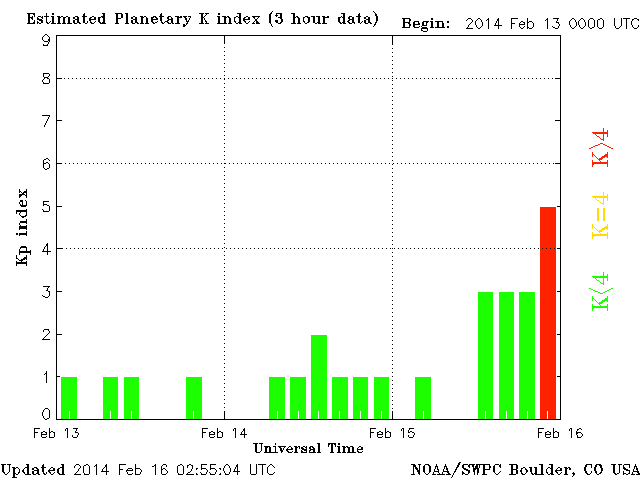 Estimated Planetary K index (3 hour data) Begin: 2014 Feb 13 0000 UTC
9
8
7
6
5
4
3
2
1
0
Kp index
K>4
K=4
K<4
Feb 13 Feb 14 Feb 15 Feb 16
Universal Time
Updated 2014 Feb 16 02:55:04 UTC NOAA/SWPC Boulder, CO USA